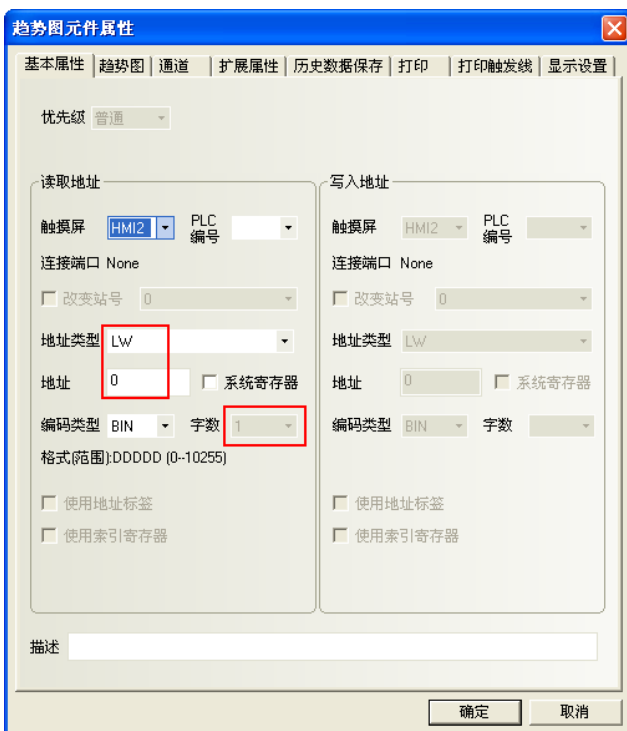 趋势图元件属性
基本属性 趋势图 通道 扩展属性 历史数据保存 打印 打印触发线 显示设置
优先级 普通
读取地址
触摸屏 HMI2 PLC编号
连接端口 None
改变站号 0
地址类型 LW
地址 0 系统寄存器
编码类型 BIN 字数 1
格式(范围):DDDDD (0--10255)
使用地址标签
使用索引寄存器
写入地址
触摸屏 HMI2 PLC编号
连接端口 None
改变站号 0
地址类型 LW
地址 0 系统寄存器
编码类型 BIN 字数
使用地址标签
使用索引寄存器
描述
确定 取消